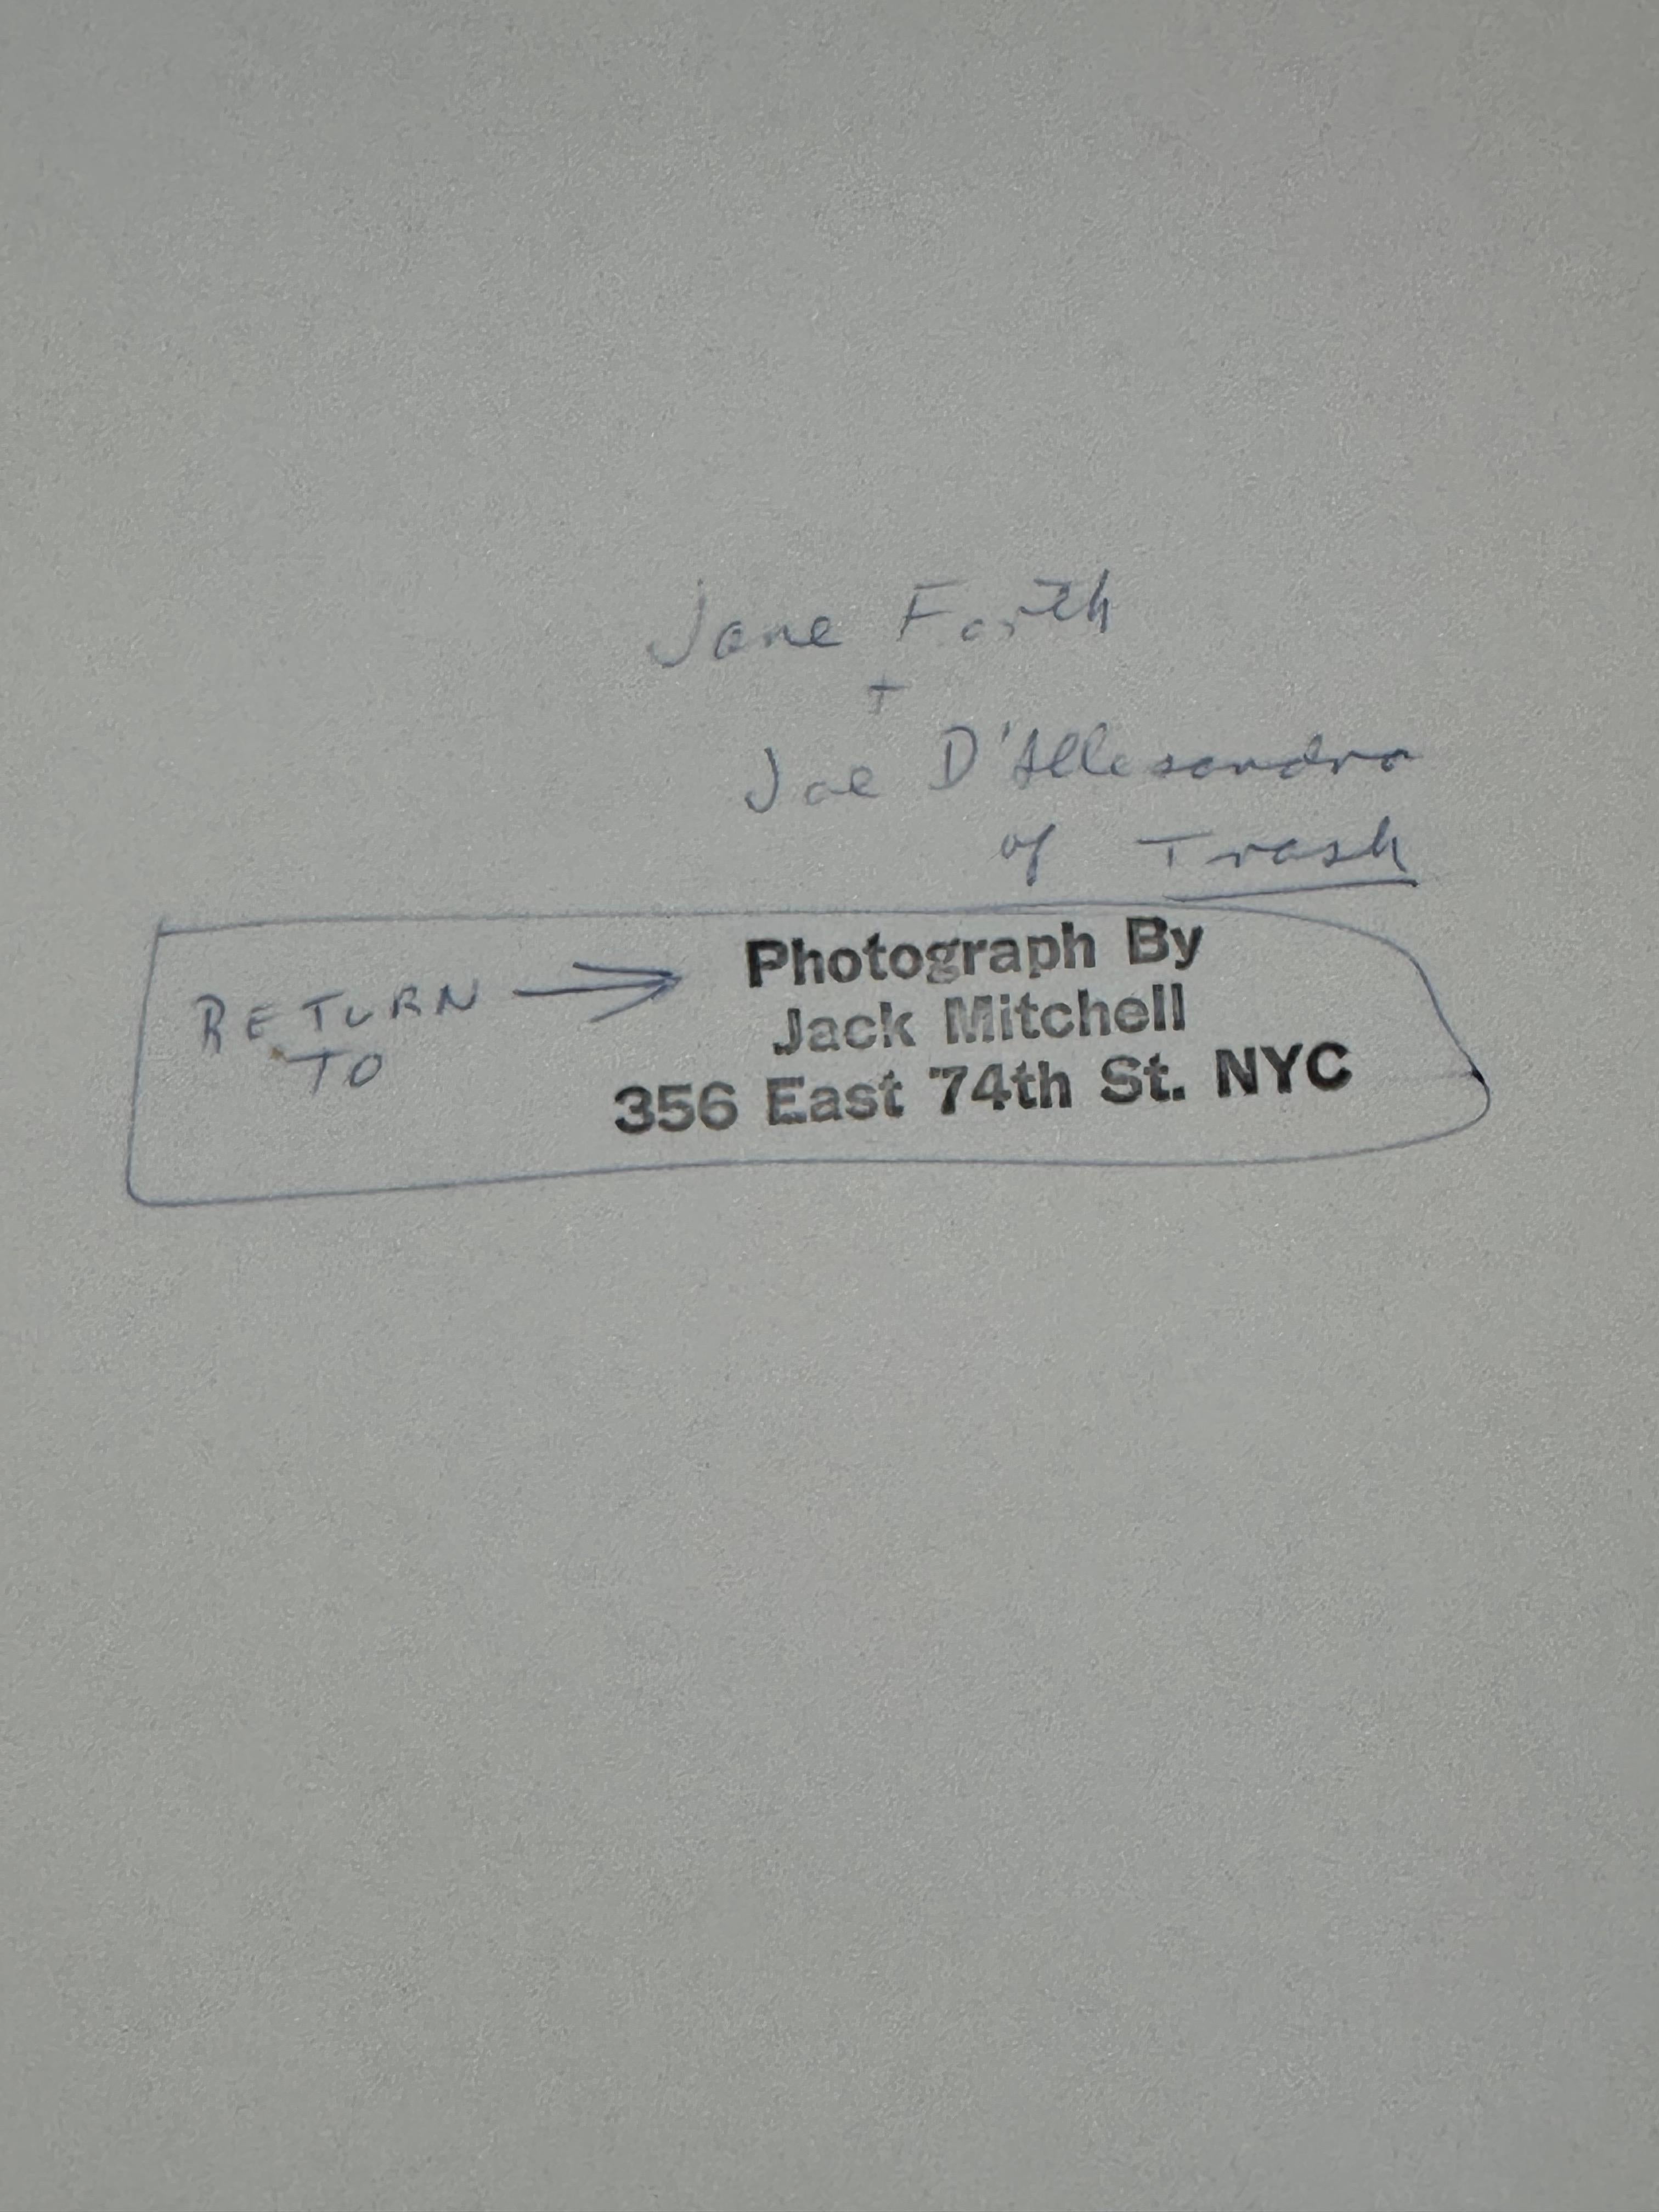 Jane Forth
+
Joe D'Allesandro
of Trash
RETURN → Photograph By
TO Jack Mitchell
356 East 74th St. NYC